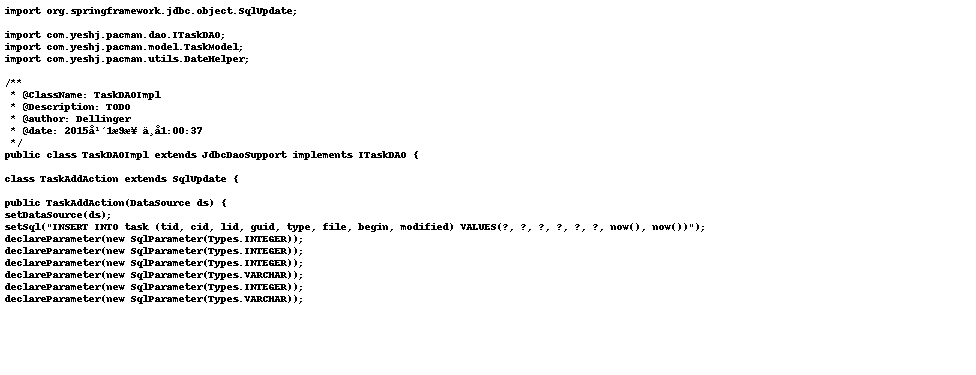 import org.springframework.jdbc.object.SqlUpdate;
import com.yeshj.pacman.dao.ITaskDAO;
import com.yeshj.pacman.model.TaskModel;
import com.yeshj.pacman.utils.DateHelper;
/**
* @ClassName: TaskDAOImpl
* @Description: TODO
* @author: Dellinger
* @date: 2015å¹´1æ9æ¥ ä¸å1:00:37
*/
public class TaskDAOImpl extends JdbcDaoSupport implements ITaskDAO {
class TaskAddAction extends SqlUpdate {
public TaskAddAction(DataSource ds) {
setDataSource(ds);
setSql("INSERT INTO task (tid, cid, lid, guid, type, file, begin, modified) VALUES(?, ?, ?, ?, ?, ?, now(), now())");
declareParameter(new SqlParameter(Types.INTEGER));
declareParameter(new SqlParameter(Types.INTEGER));
declareParameter(new SqlParameter(Types.INTEGER));
declareParameter(new SqlParameter(Types.VARCHAR));
declareParameter(new SqlParameter(Types.INTEGER));
declareParameter(new SqlParameter(Types.VARCHAR));